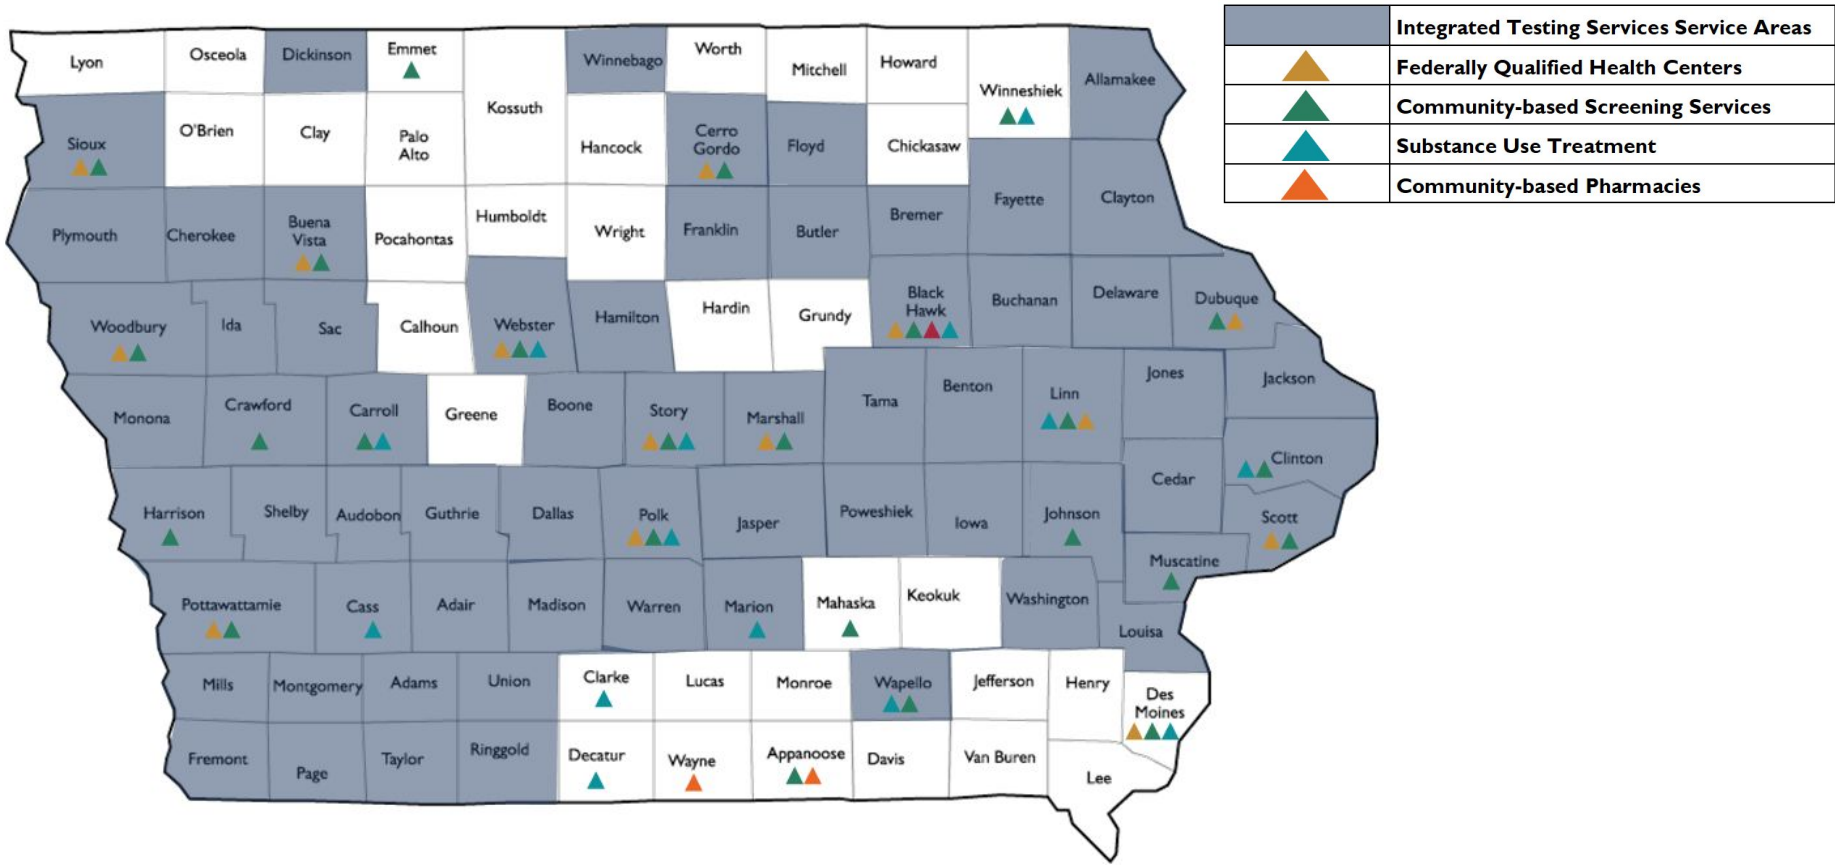 Integrated Testing Services Service Areas
Federally Qualified Health Centers
Community-based Screening Services
Substance Use Treatment
Community-based Pharmacies
Lyon
Osceola
Dickinson
Emmet
Kossuth
Winnebago
Worth
Mitchell
Howard
Winneshiek
Allamakee
Sioux
O'Brien
Clay
Palo
Alto
Hancock
Cerro
Gordo
Floyd
Chickasaw
Fayette
Clayton
Plymouth
Cherokee
Buena
Vista
Pocahontas
Humboldt
Wright
Franklin
Butler
Bremer
Woodbury
Ida
Sac
Calhoun
Webster
Hamilton
Hardin
Grundy
Black
Hawk
Buchanan
Delaware
Dubuque
Monona
Crawford
Carroll
Greene
Boone
Story
Marshall
Tama
Benton
Linn
Jones
Jackson
Clinton
Cedar
Harrison
Shelby
Audobon
Guthrie
Dallas
Polk
Jasper
Poweshiek
Iowa
Johnson
Scott
Muscatine
Pottawattamie
Cass
Adair
Madison
Warren
Marion
Mahaska
Keokuk
Washington
Louisa
Mills
Montgomery
Adams
Union
Clarke
Lucas
Monroe
Wapello
Jefferson
Henry
Des
Moines
Fremont
Page
Taylor
Ringgold
Decatur
Wayne
Appanoose
Davis
Van Buren
Lee